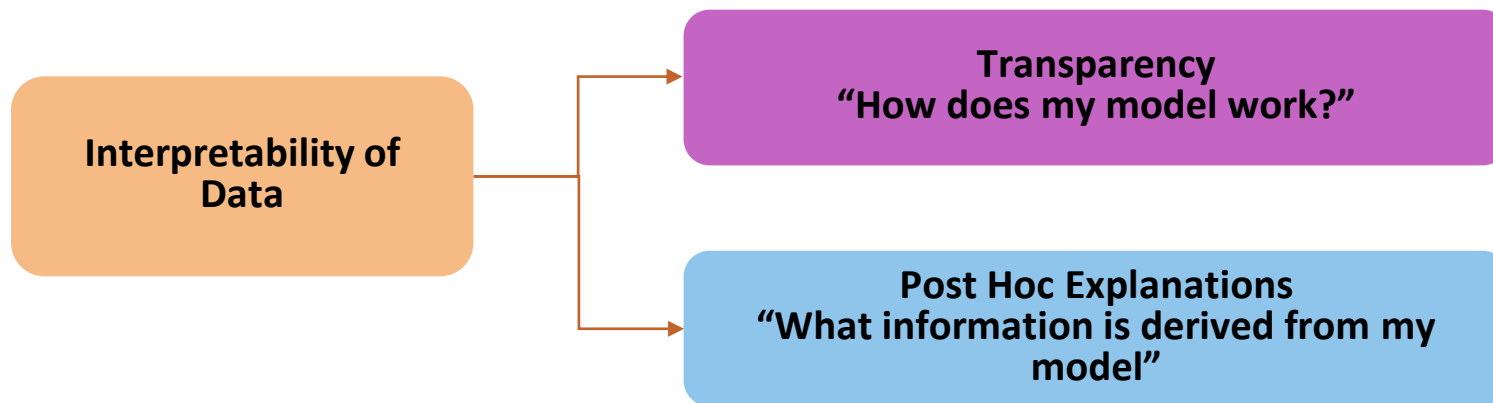 Interpretability of
Data
Transparency
“How does my model work?”
Post Hoc Explanations
“What information is derived from my
model”